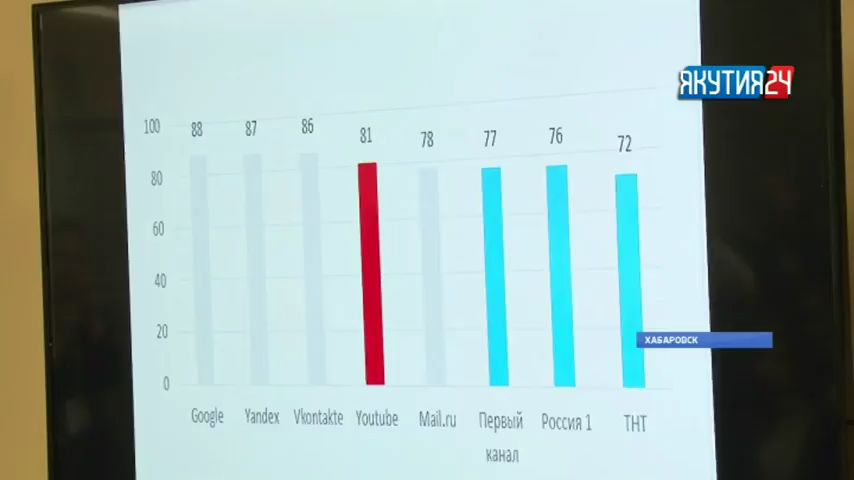 ЯКУТИЯ24
100
88
87
86
81
78
77
76
72
80
60
40
20
0
ХАБАРОВСК
Google
Yandex
Vkontakte
Youtube
Mail.ru
Первый канал
Россия 1
ТНТ